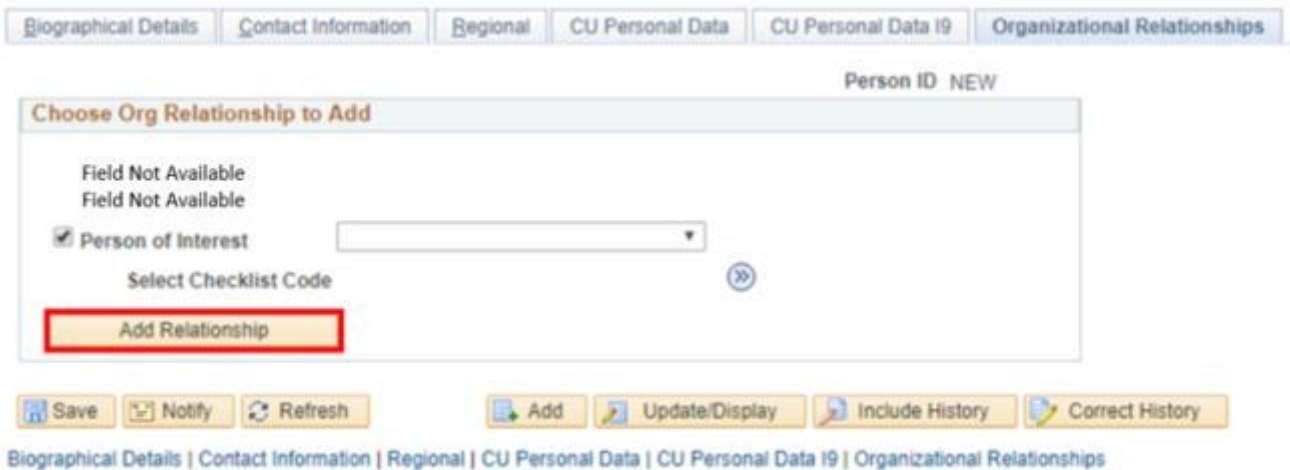 Biographical Details Contact Information Regional CU Personal Data CU Personal Data I9 Organizational Relationships
Person ID NEW
Choose Org Relationship to Add
Field Not Available
Field Not Available
Person of Interest
Select Checklist Code
Add Relationship
Save Notify Refresh Add Update/Display Include History Correct History
Biographical Details | Contact Information | Regional | CU Personal Data | CU Personal Data I9 | Organizational Relationships